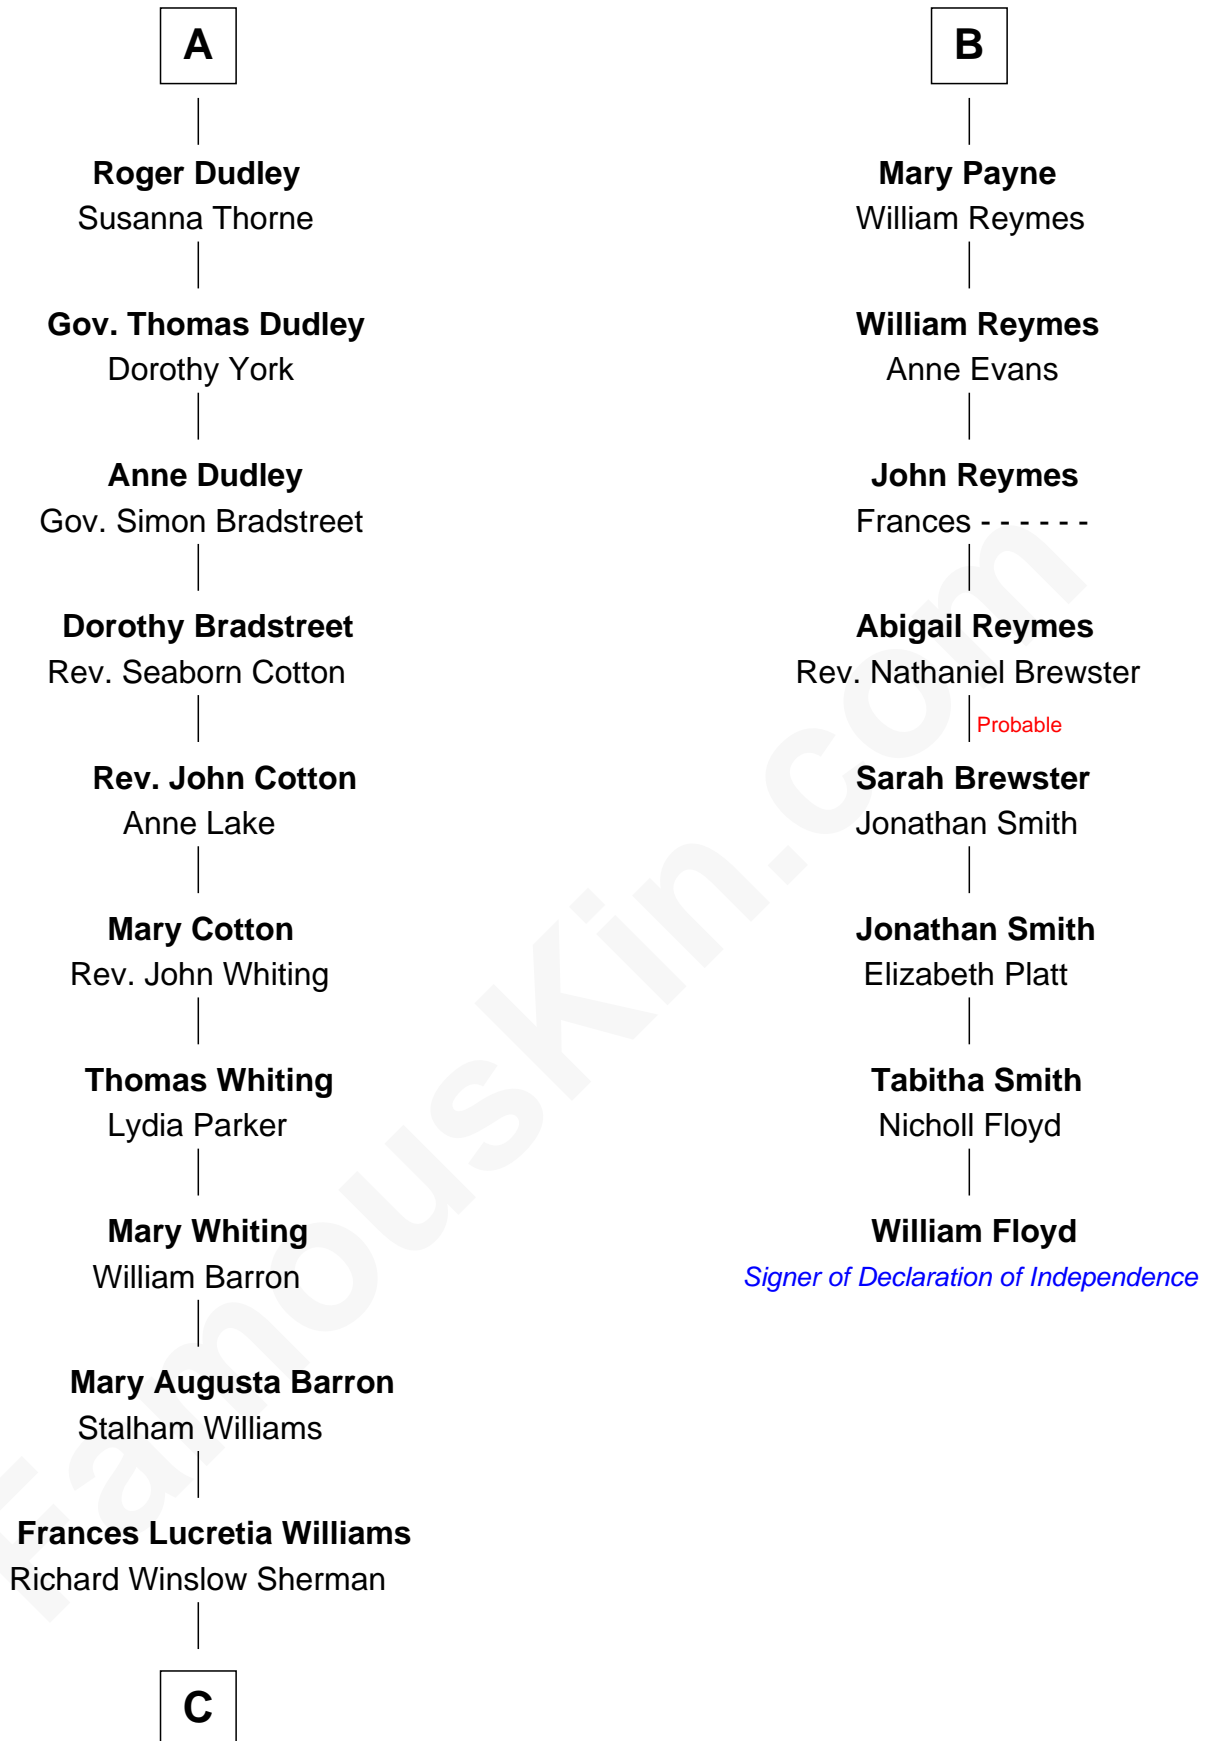 A
Roger Dudley
Susanna Thorne
Gov. Thomas Dudley
Dorothy York
Anne Dudley
Gov. Simon Bradstreet
Dorothy Bradstreet
Rev. Seaborn Cotton
Rev. John Cotton
Anne Lake
Mary Cotton
Rev. John Whiting
Thomas Whiting
Lydia Parker
Mary Whiting
William Barron
Mary Augusta Barron
Stalham Williams
Frances Lucretia Williams
Richard Winslow Sherman
C
B
Mary Payne
William Reymes
William Reymes
Anne Evans
John Reymes
Frances - - - - - -
Abigail Reymes
Rev. Nathaniel Brewster
Probable
Sarah Brewster
Jonathan Smith
Jonathan Smith
Elizabeth Platt
Tabitha Smith
Nicholl Floyd
William Floyd
Signer of Declaration of Independence
FamousKin.com